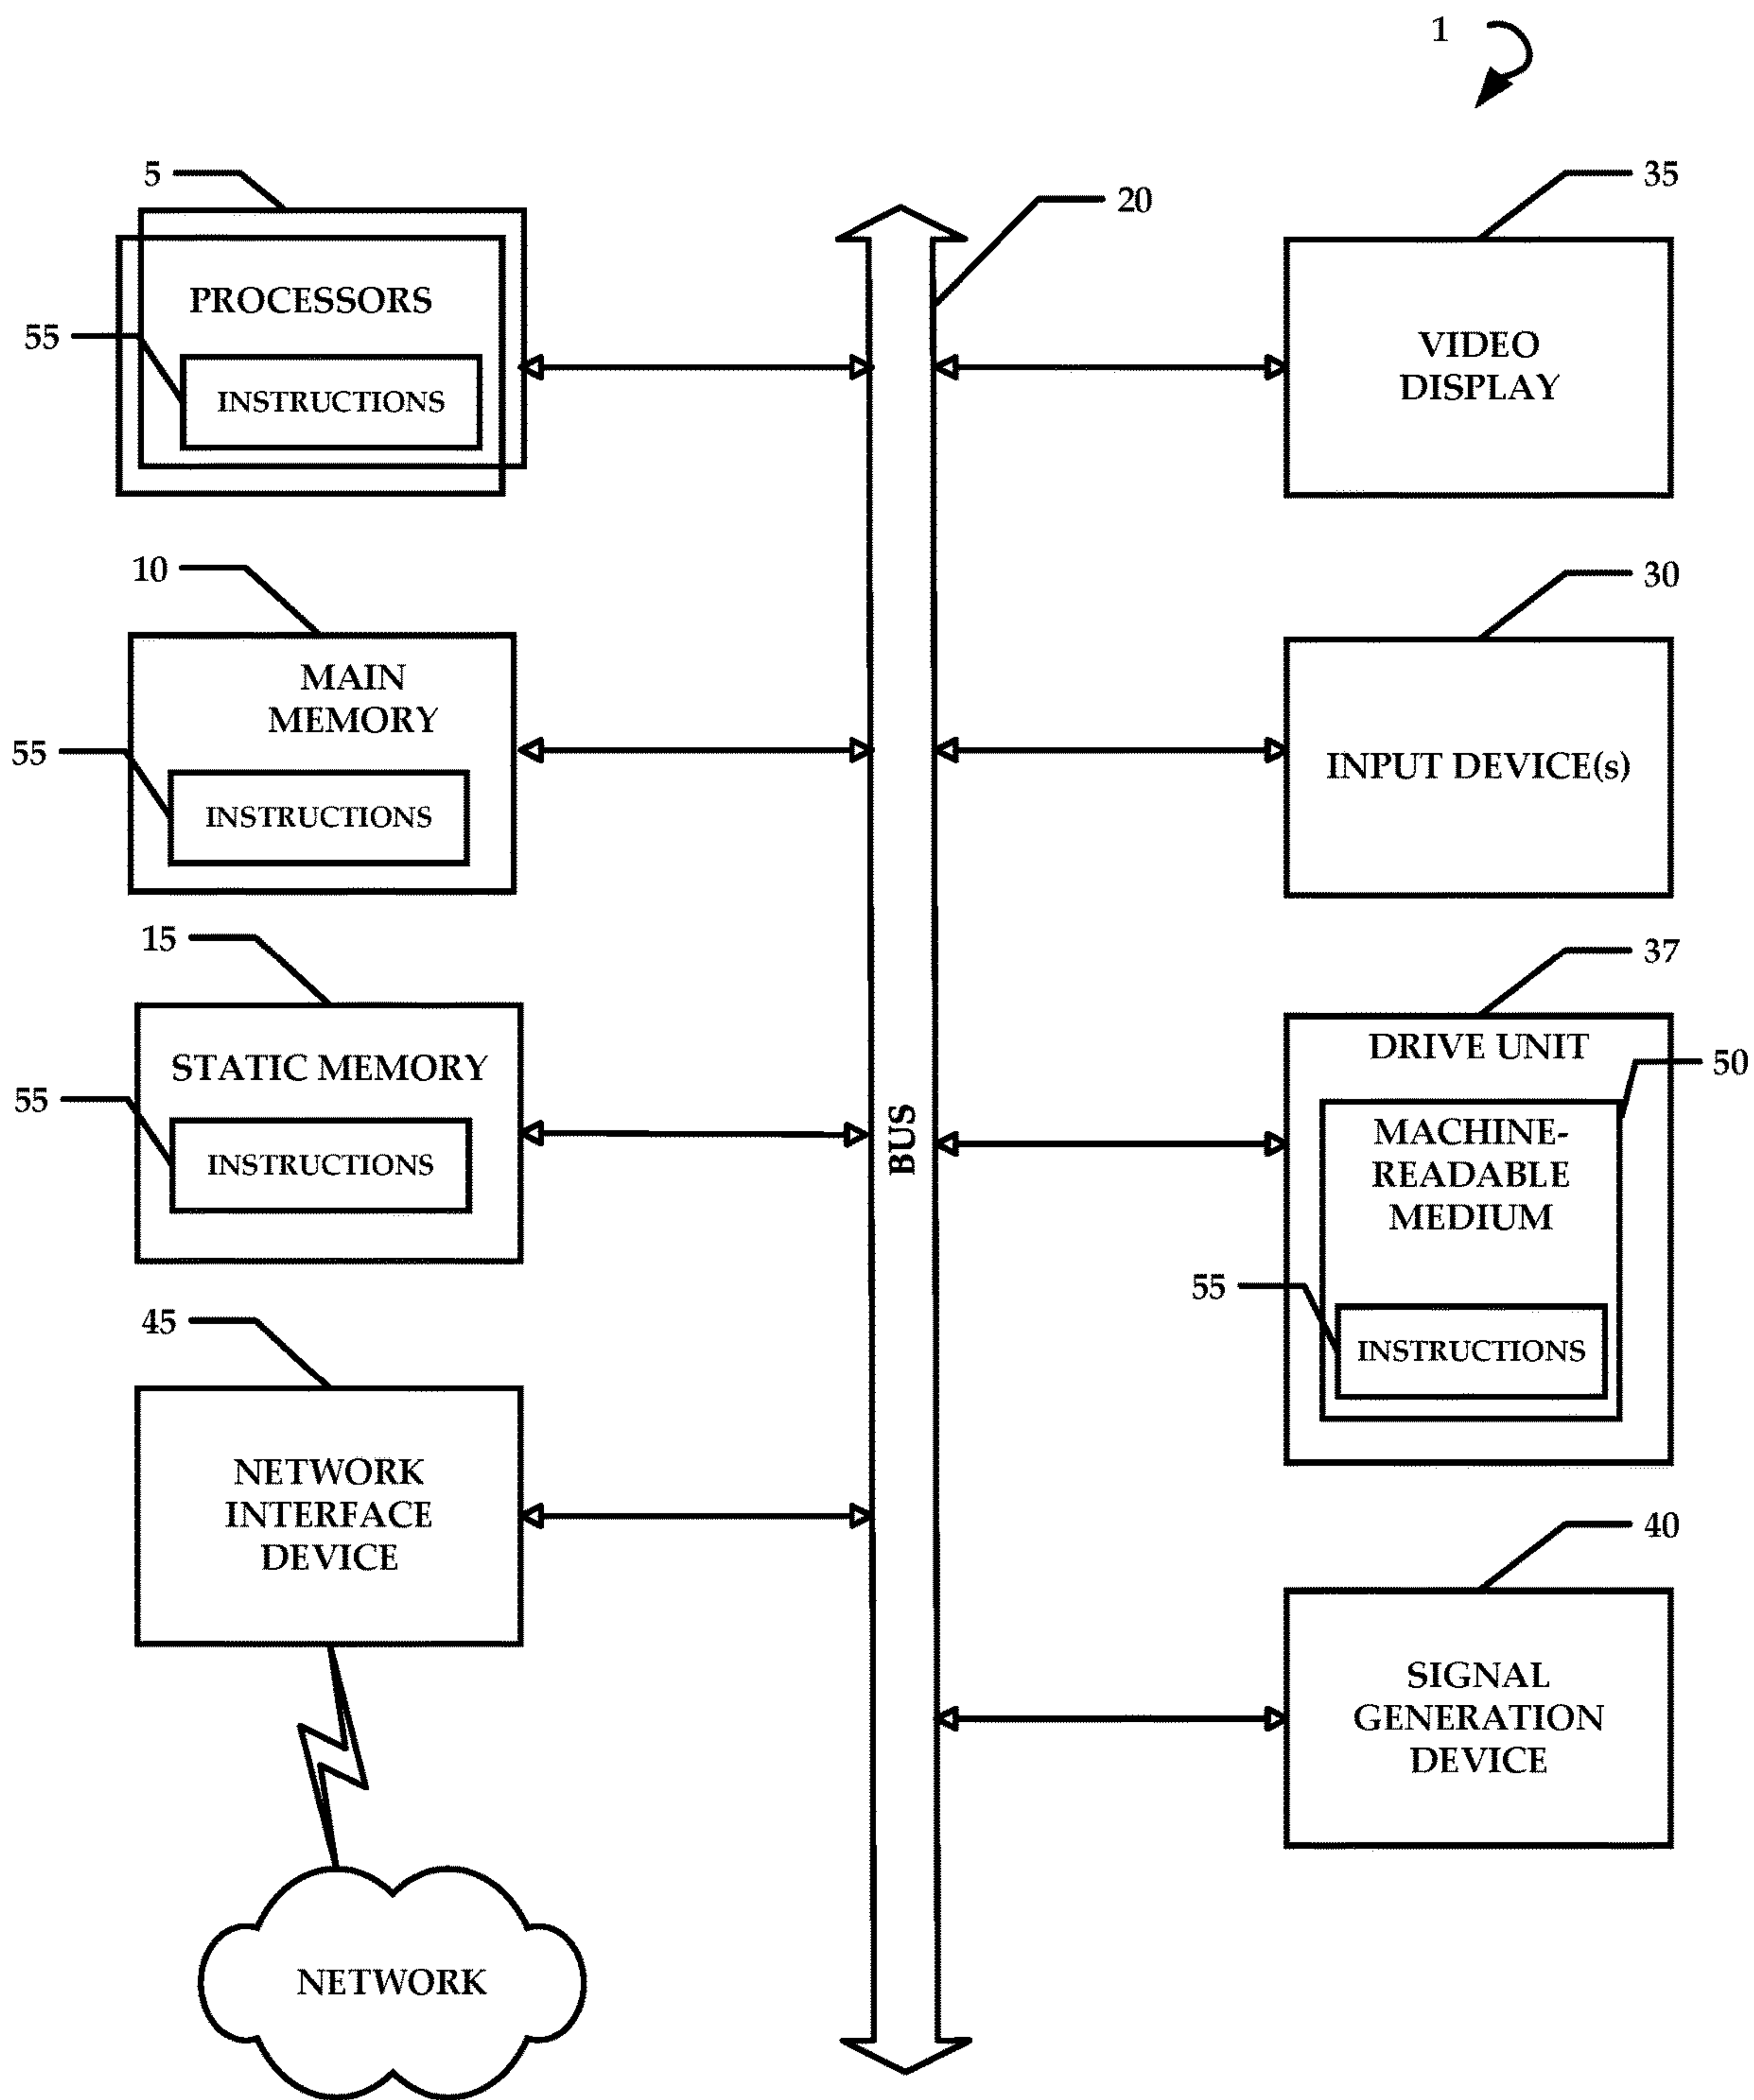 1
5
PROCESSORS
55
INSTRUCTIONS
10
MAIN
MEMORY
55
INSTRUCTIONS
15
STATIC MEMORY
55
INSTRUCTIONS
45
NETWORK
INTERFACE
DEVICE
NETWORK
20
BUS
35
VIDEO
DISPLAY
30
INPUT DEVICE(s)
37
DRIVE UNIT
50
MACHINE-
READABLE
MEDIUM
55
INSTRUCTIONS
40
SIGNAL
GENERATION
DEVICE